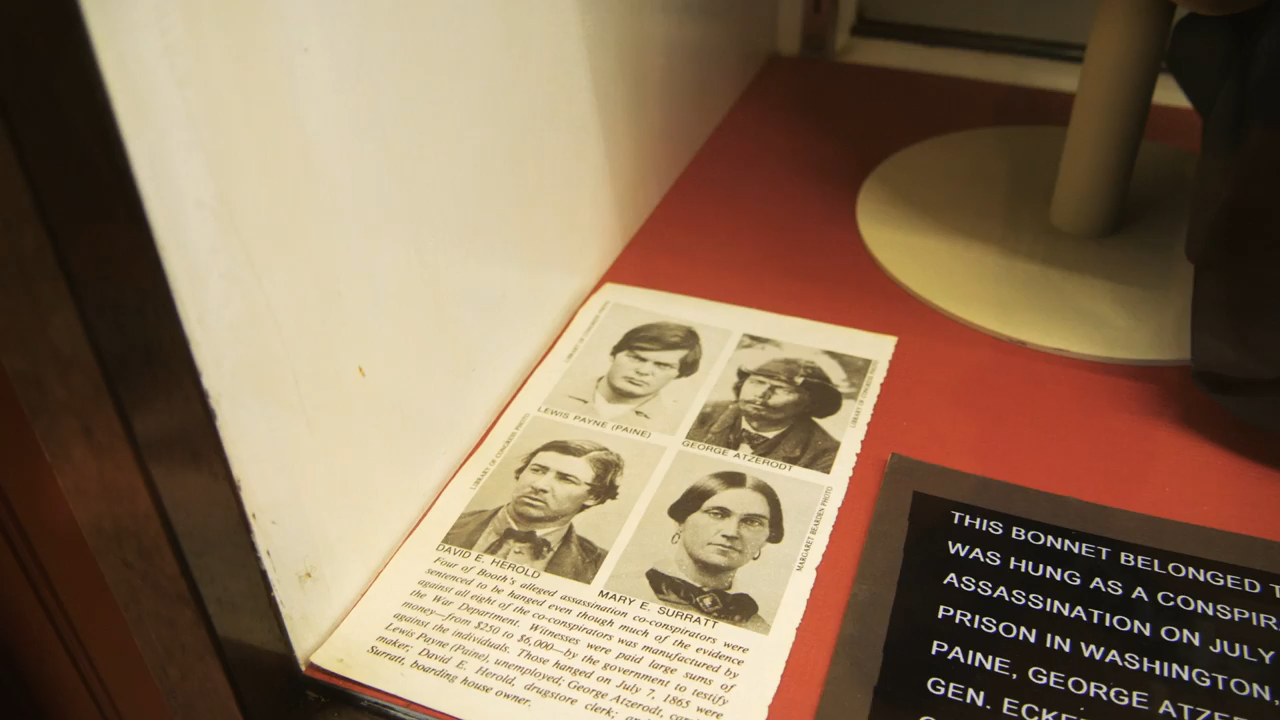 LIBRARY OF CONGRESS PHOTO
LEWIS PAYNE (PAINE)
LIBRARY OF CONGRESS PHOTO
GEORGE ATZERODT
LIBRARY OF CONGRESS PHOTO
DAVID E. HEROLD
MARGARET BEARDEN PHOTO
MARY E. SURRATT
Four of Booth's alleged assassination co-conspirators were
sentenced to be hanged even though much of the evidence
against all eight of the co-conspirators was manufactured by
the War Department. Witnesses were paid large sums of
money—from $250 to $6,000—by the government to testify
against the individuals. Those hanged on July 7, 1865 were
Lewis Payne (Paine), unemployed; George Atzerodt,
maker; David E. Herold, drugstore clerk;
Surratt, boarding house owner.
THIS BONNET BELONGED
WAS HUNG AS A
ASSASSINATION ON JULY
PRISON IN WASHINGTON,
PAINE, GEORGE
GEN.